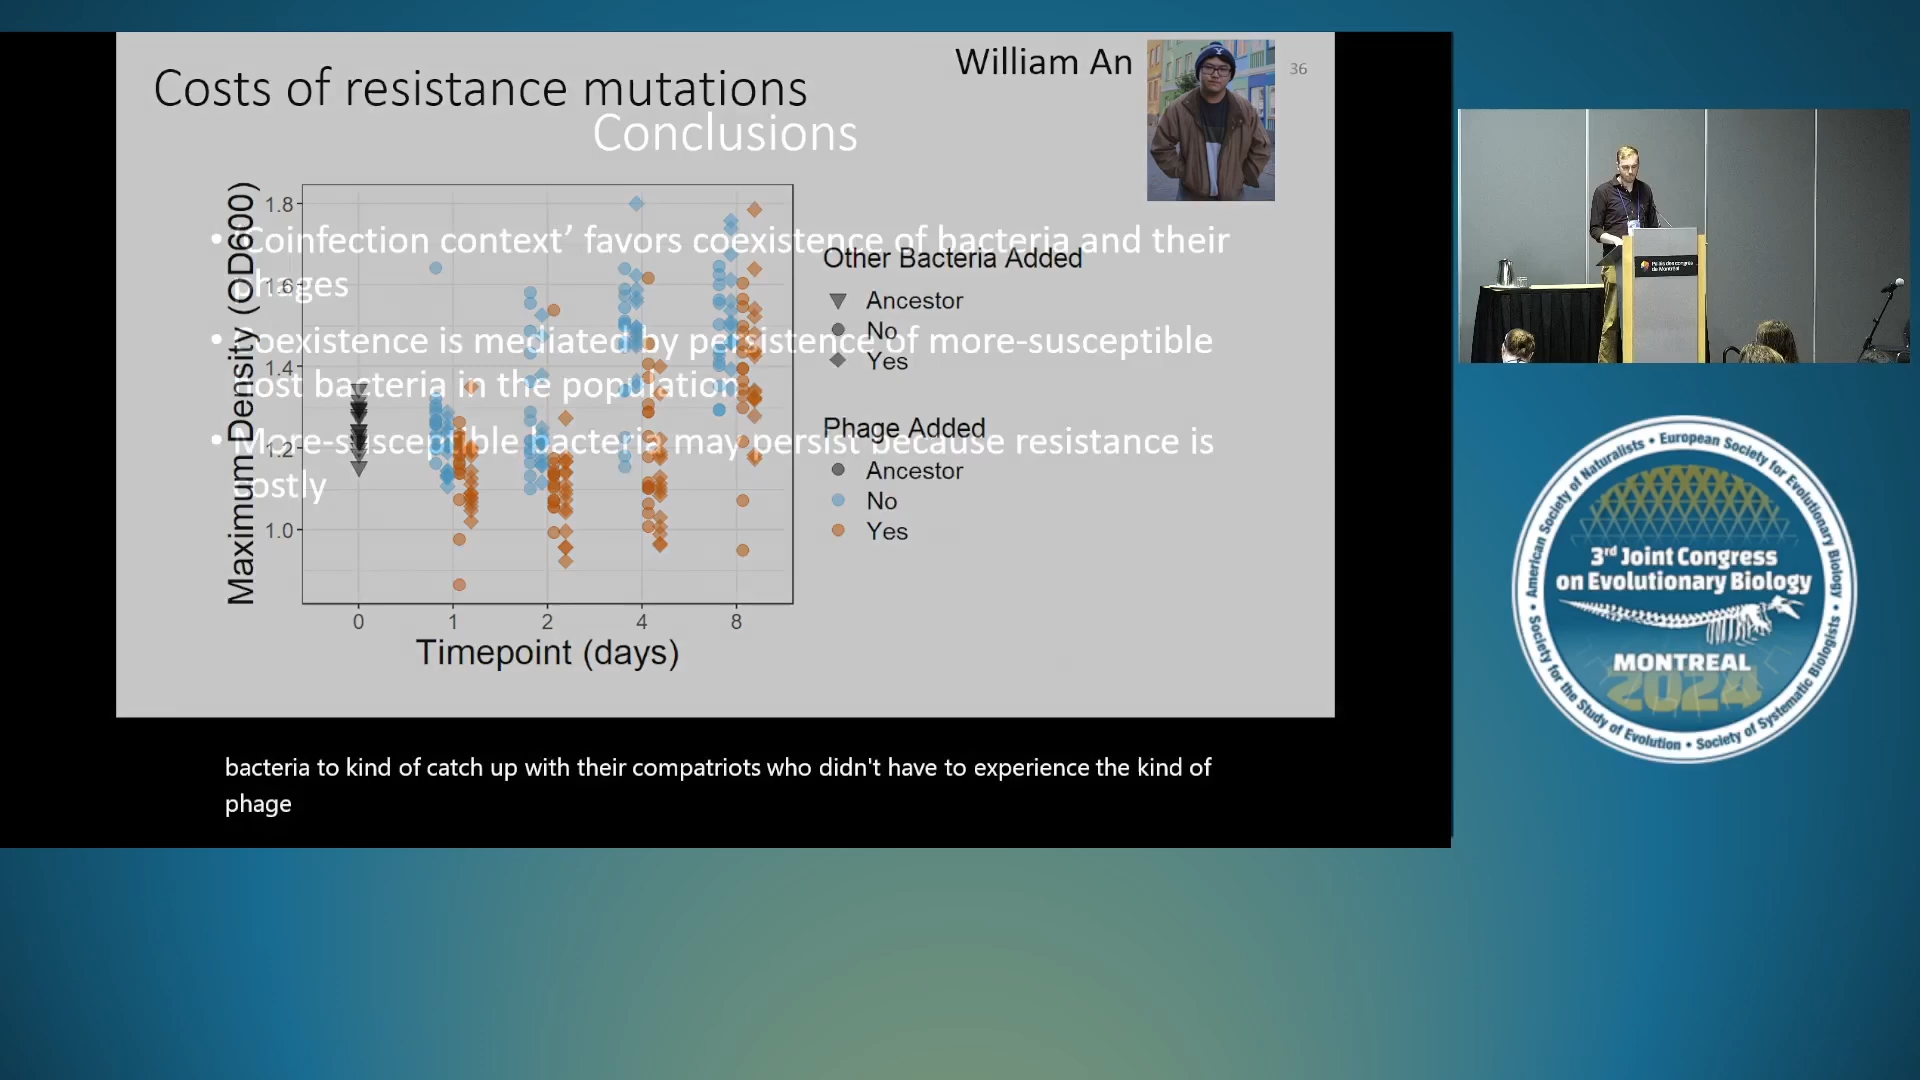 William An
36
Costs of resistance mutations
Conclusions
• 'Coinfection context’ favors coexistence of bacteria and their
phages
• Coexistence is mediated by persistence of more-susceptible
host bacteria in the population
• More-susceptible bacteria may persist because resistance is
costly
Maximum Density (OD600)
1.8
1.6
1.4
1.2
1.0
0 1 2 4 8
Timepoint (days)
Other Bacteria Added
Ancestor
No
Yes
Phage Added
Ancestor
No
Yes
bacteria to kind of catch up with their compatriots who didn't have to experience the kind of
phage
Palais des congrès
de Montréal
American Society of Naturalists • European Society for Evolutionary Biology •
3rd Joint Congress
on Evolutionary Biology
MONTREAL
2024
Society for the Study of Evolution • Society of Systematic Biologists •